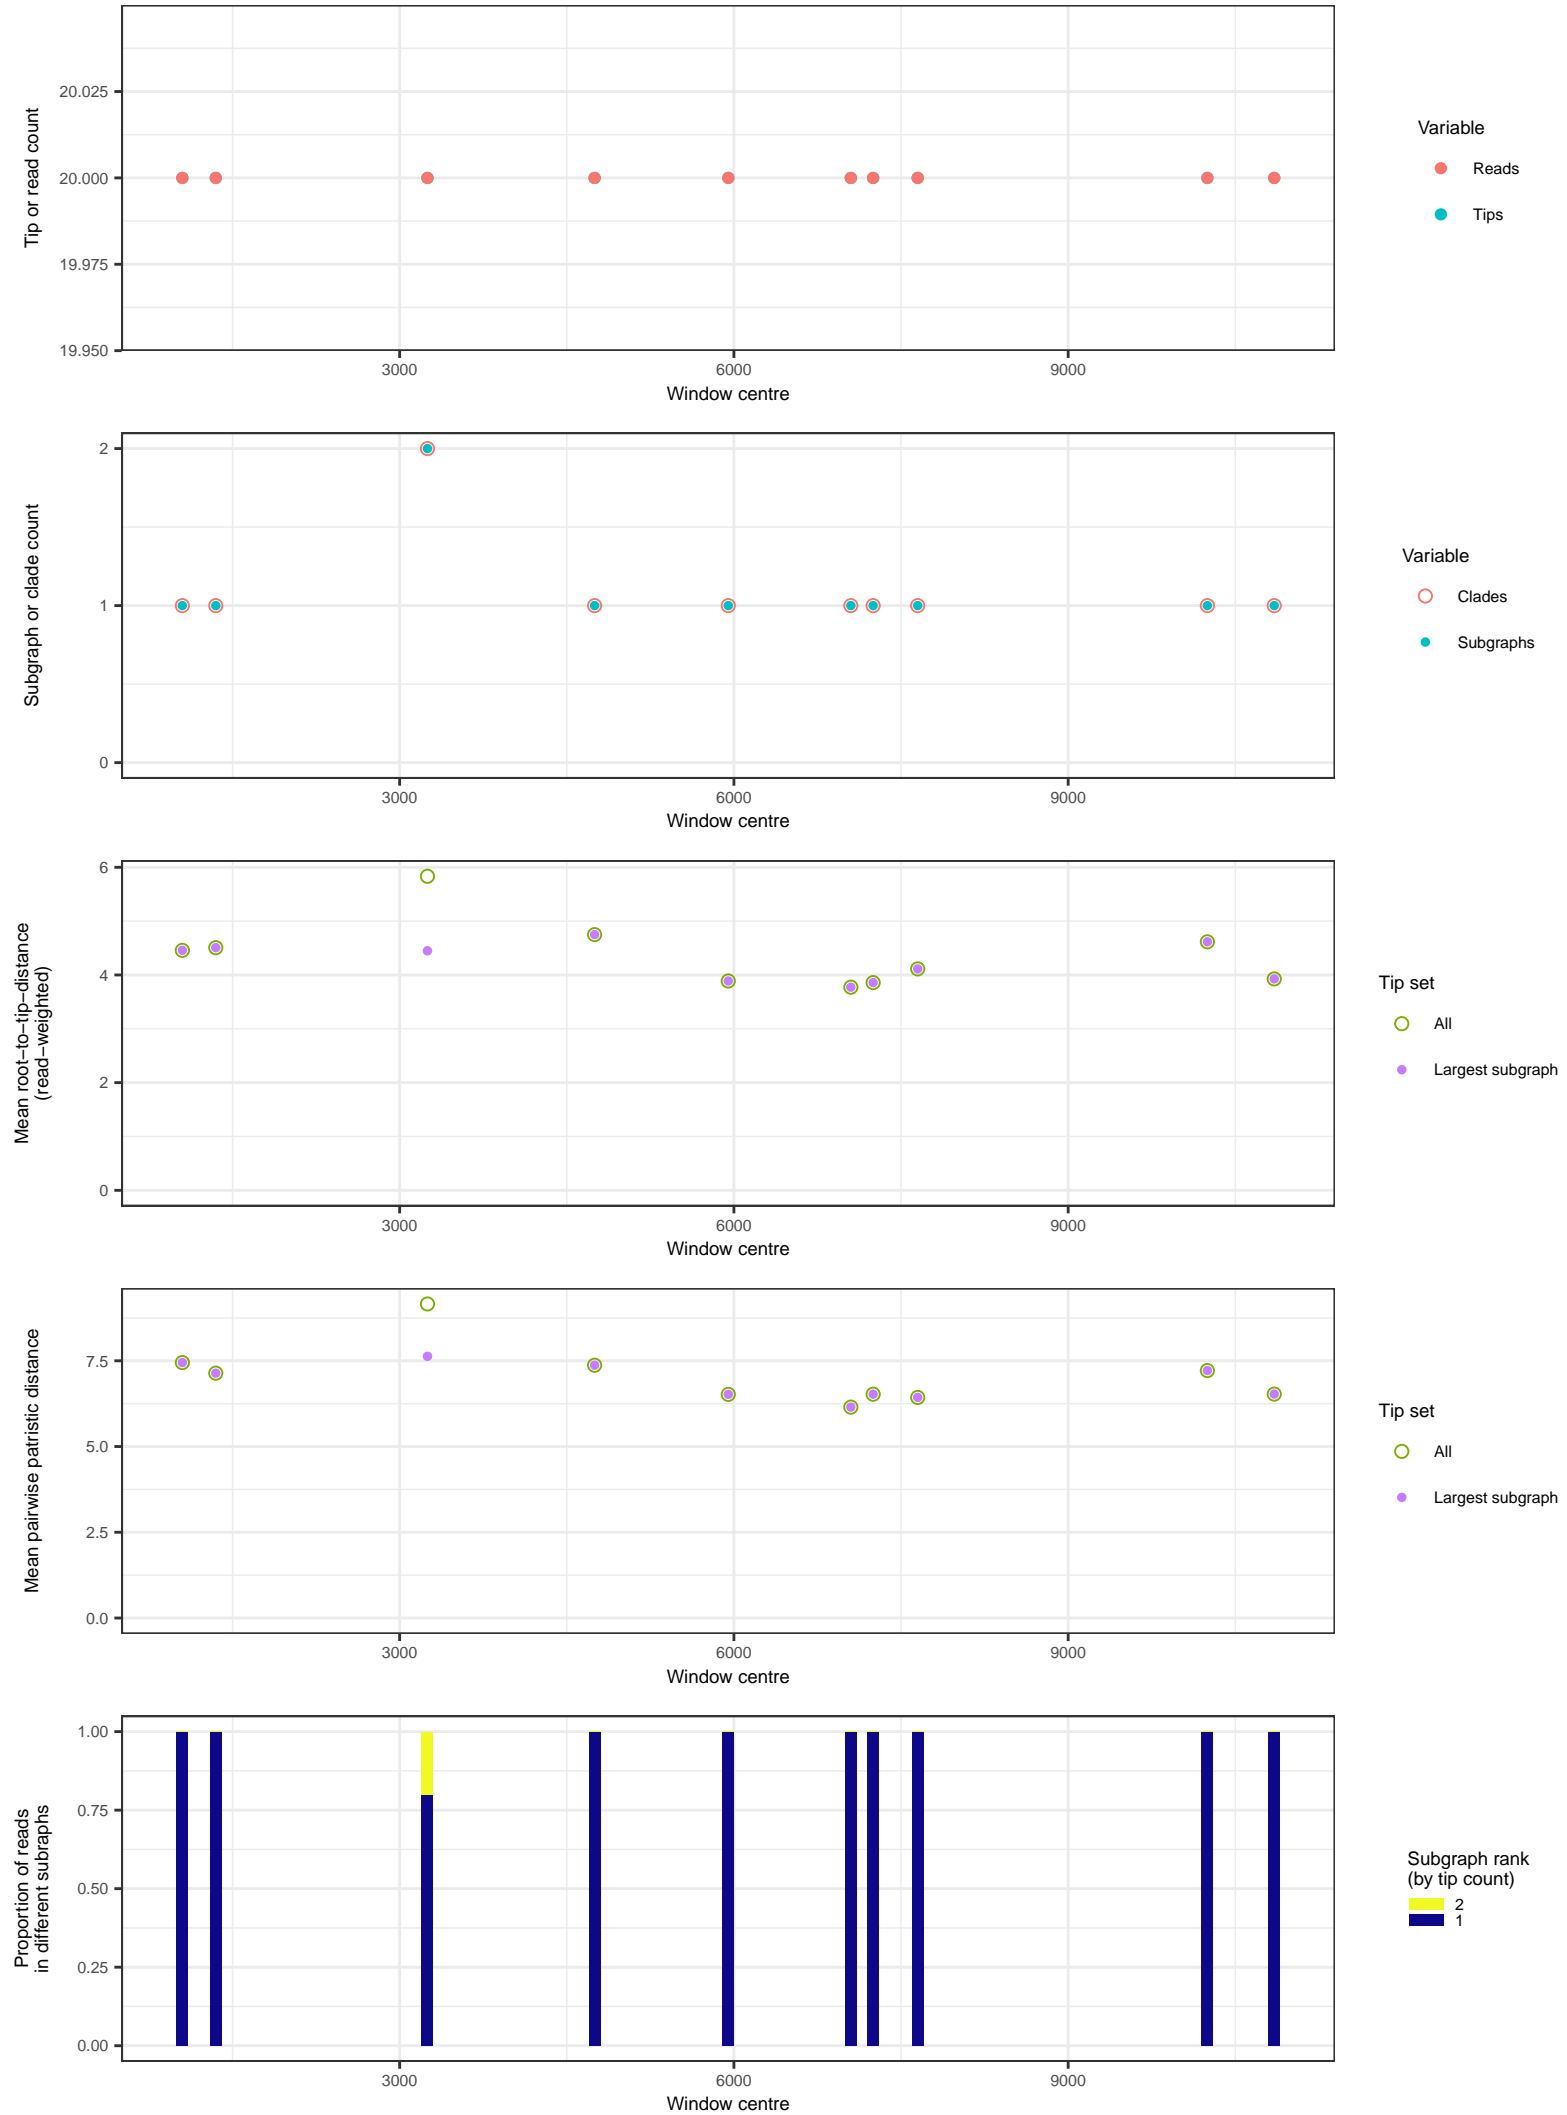 20.025
20.000
19.975
19.950
Tip or read count
3000 6000 9000
Window centre
Variable
Reads
Tips
2
1
0
Subgraph or clade count
3000 6000 9000
Window centre
Variable
Clades
Subgraphs
6
4
2
0
Mean root−to−tip−distance
(read−weighted)
3000 6000 9000
Window centre
Tip set
All
Largest subgraph
7.5
5.0
2.5
0.0
Mean pairwise patristic distance
3000 6000 9000
Window centre
Tip set
All
Largest subgraph
1.00
0.75
0.50
0.25
0.00
Proportion of reads
in different subraphs
3000 6000 9000
Window centre
Subgraph rank
(by tip count)
2
1